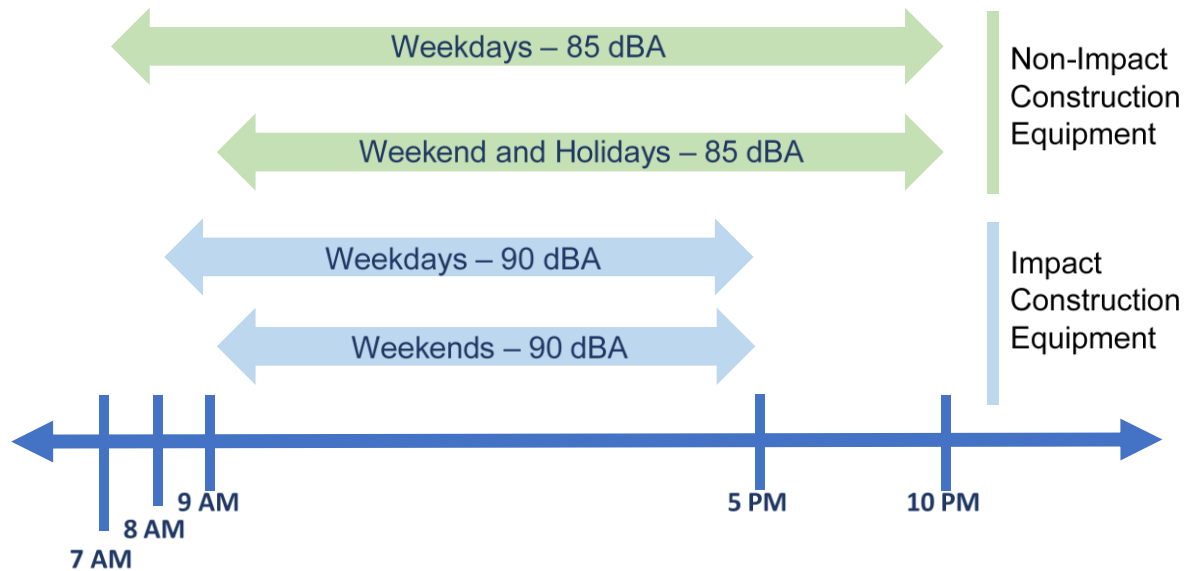 Weekdays – 85 dBA
Weekend and Holidays – 85 dBA
Non-Impact
Construction
Equipment
Weekdays – 90 dBA
Weekends – 90 dBA
Impact
Construction
Equipment
7 AM
8 AM
9 AM
5 PM
10 PM